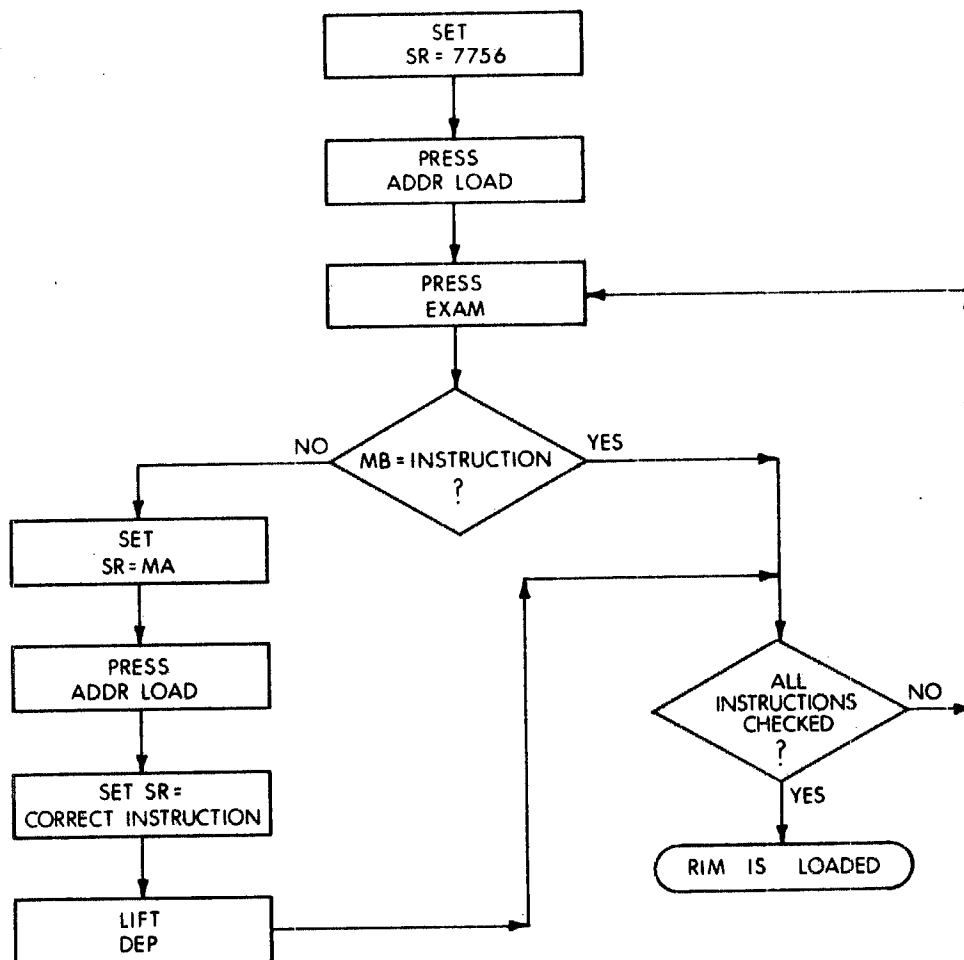 SET
SR = 7756
PRESS
ADDR LOAD
PRESS
EXAM
MB = INSTRUCTION
?
NO
YES
SET
SR = MA
PRESS
ADDR LOAD
SET SR =
CORRECT INSTRUCTION
LIFT
DEP
ALL
INSTRUCTIONS
CHECKED
?
NO
YES
RIM IS LOADED